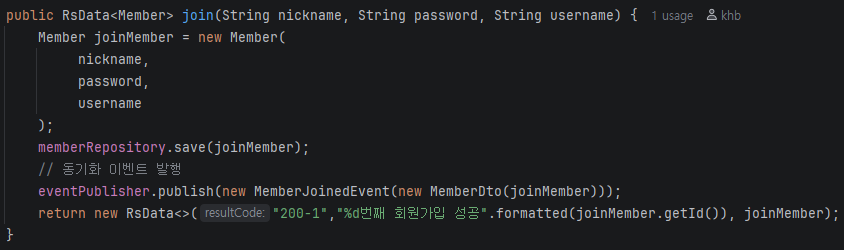 public RsData<Member> join(String nickname, String password, String username) { 1 usage khb
Member joinMember = new Member(
nickname,
password,
username
);
memberRepository.save(joinMember);
// 동기화 이벤트 발행
eventPublisher.publish(new MemberJoinedEvent(new MemberDto(joinMember)));
return new RsData<>( resultCode: "200-1","%d번째 회원가입 성공".formatted(joinMember.getId()), joinMember);
}